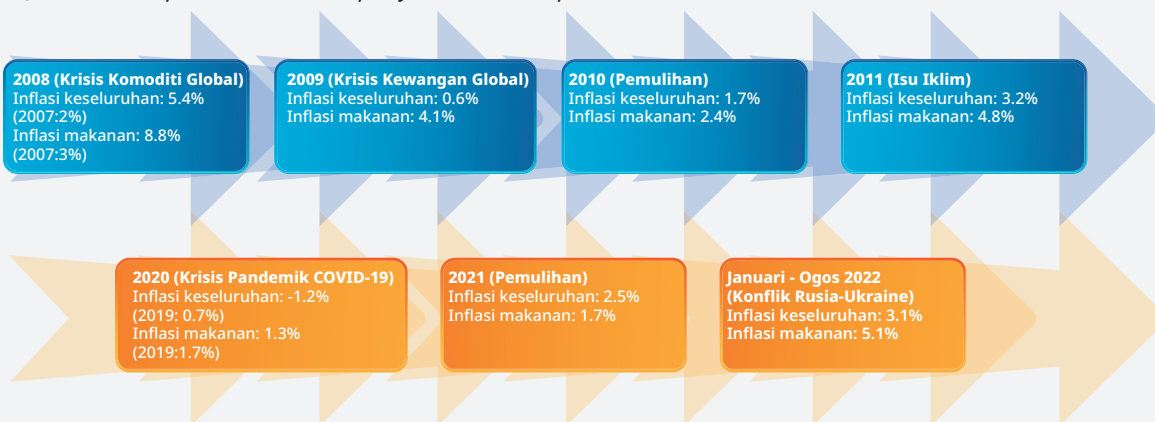 2008 (Krisis Komoditi Global)
Inflasi keseluruhan: 5.4%
(2007:2%)
Inflasi makanan: 8.8%
(2007:3%)
2009 (Krisis Kewangan Global)
Inflasi keseluruhan: 0.6%
Inflasi makanan: 4.1%
2010 (Pemulihan)
Inflasi keseluruhan: 1.7%
Inflasi makanan: 2.4%
2011 (Isu Iklim)
Inflasi keseluruhan: 3.2%
Inflasi makanan: 4.8%
2020 (Krisis Pandemik COVID-19)
Inflasi keseluruhan: -1.2%
(2019: 0.7%)
Inflasi makanan: 1.3%
(2019:1.7%)
2021 (Pemulihan)
Inflasi keseluruhan: 2.5%
Inflasi makanan: 1.7%
Januari - Ogos 2022
(Konflik Rusia-Ukraine)
Inflasi keseluruhan: 3.1%
Inflasi makanan: 5.1%